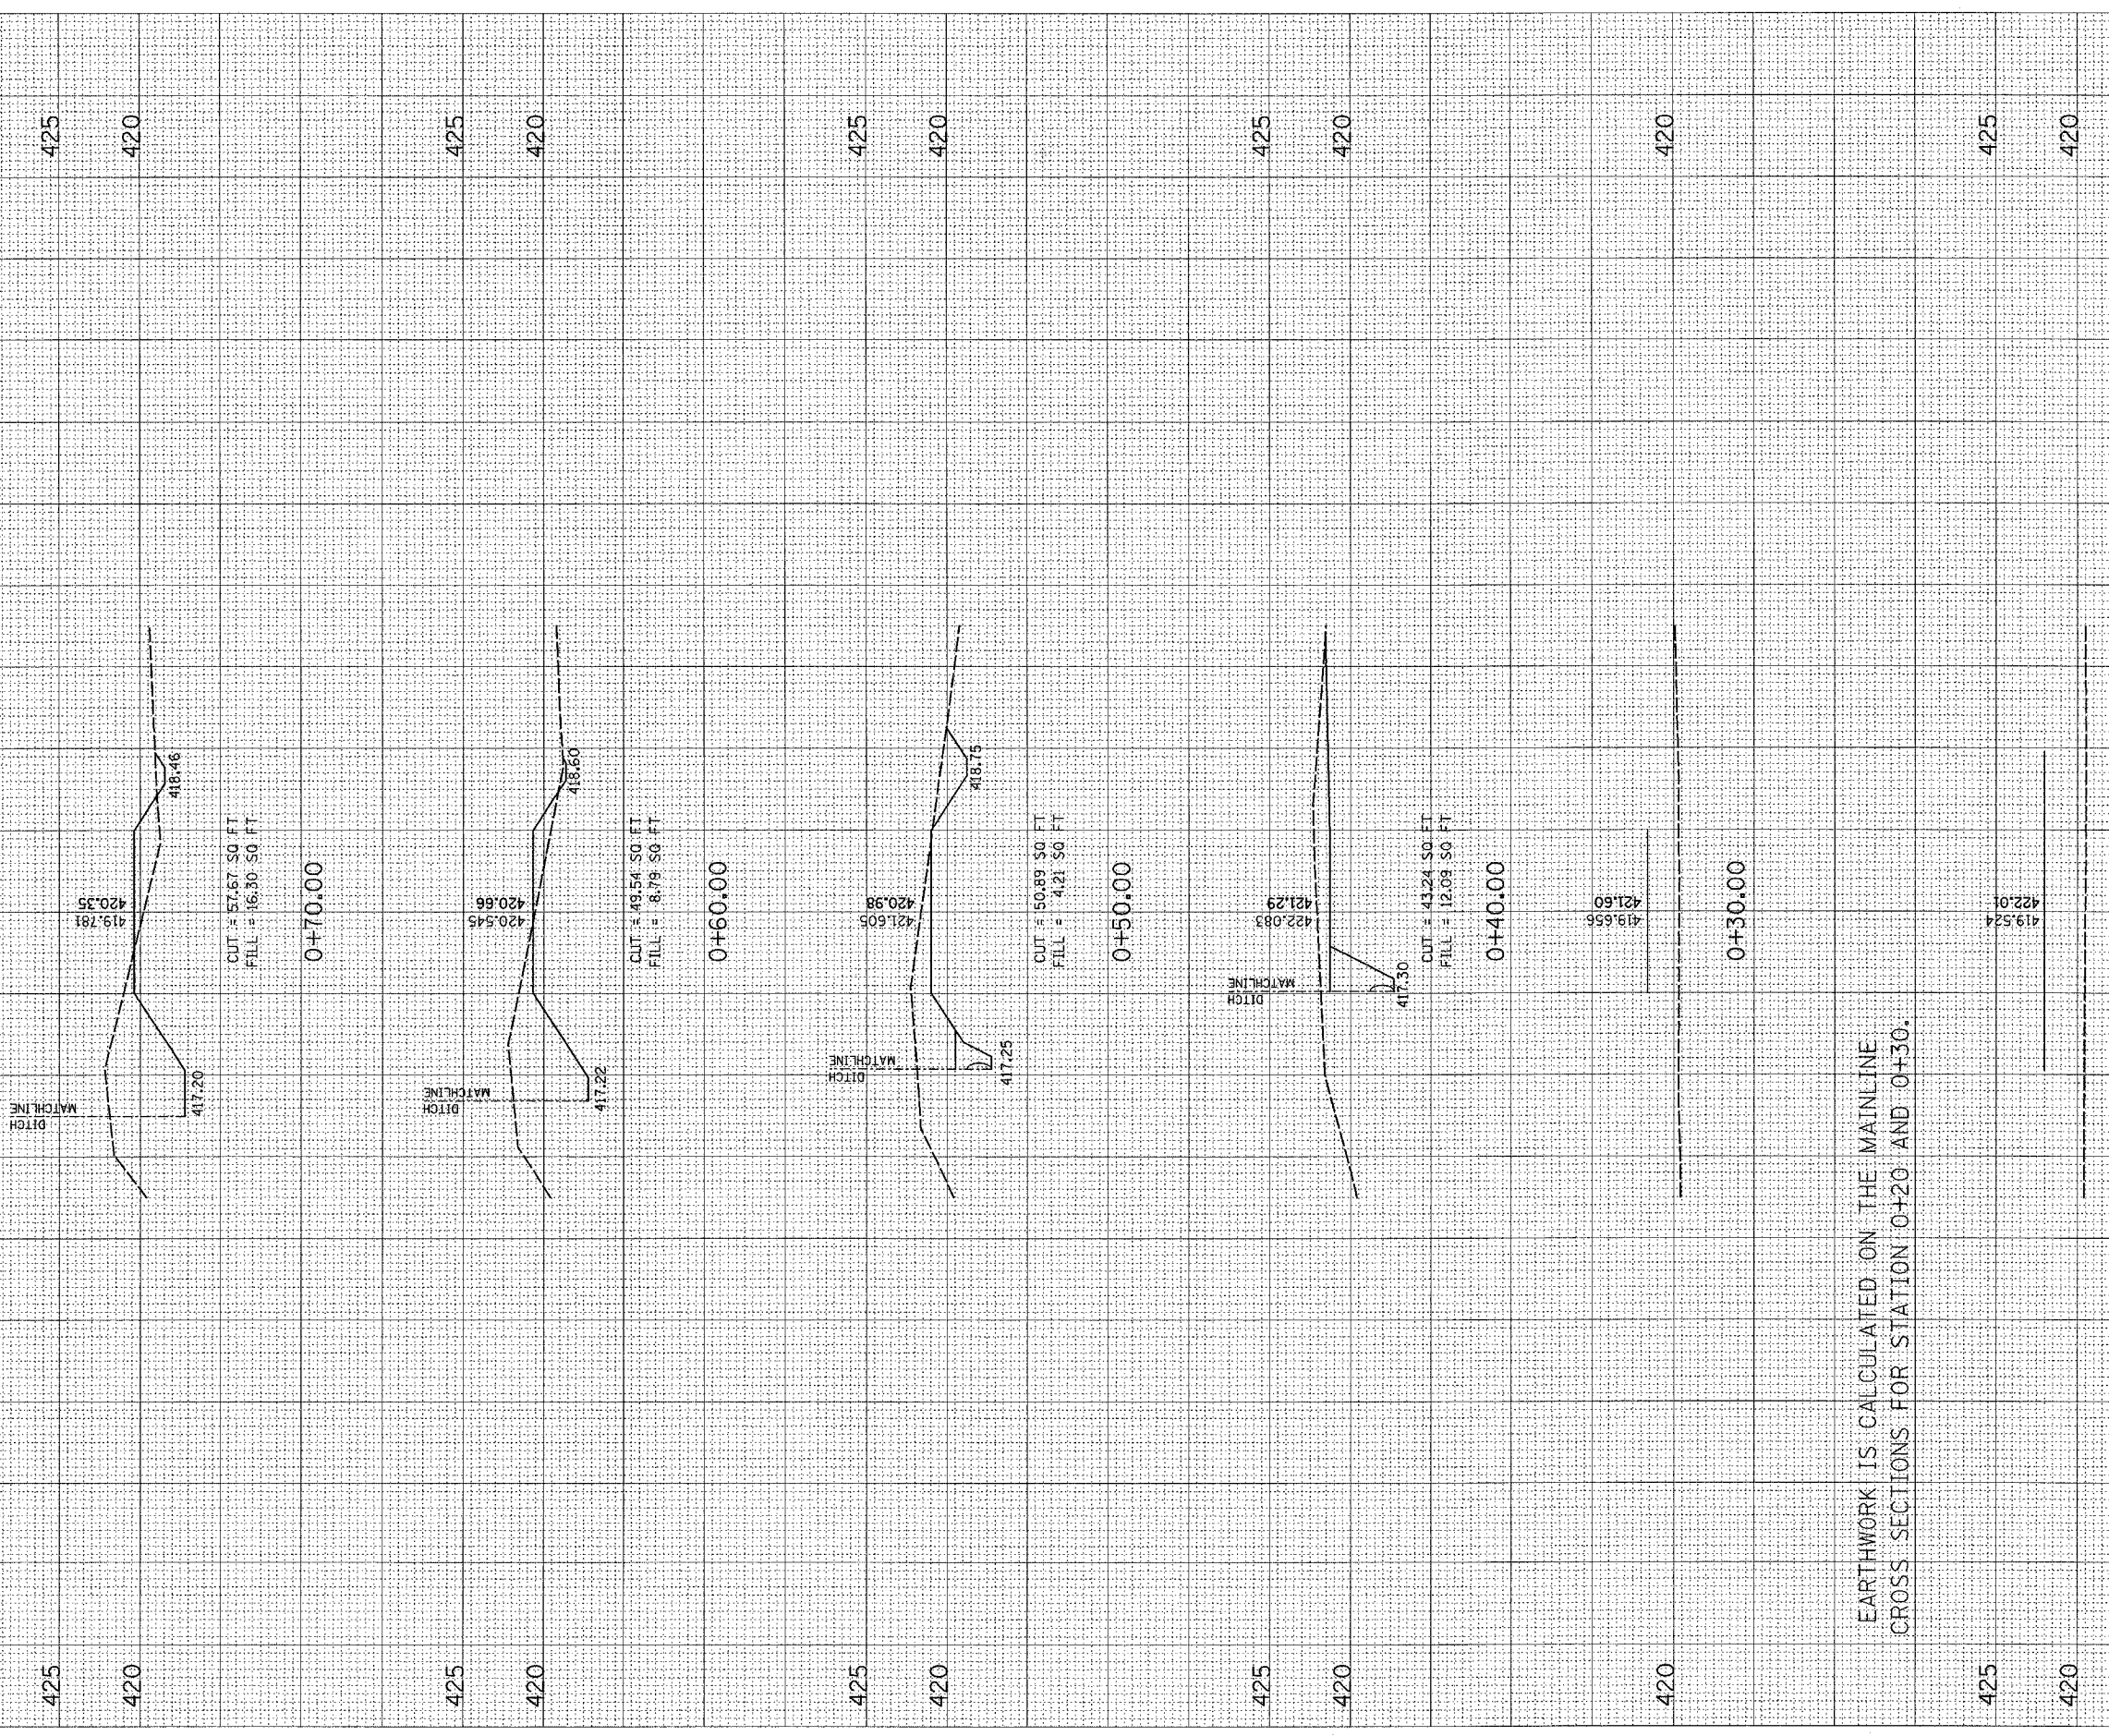 425
420
DITCH
MATCHLINE
419.781
420.35
417.20
418.46
CUT = 57.67 SQ FT
FILL = 16.30 SQ FT
0+70.00
425
420
425
420
DITCH
MATCHLINE
420.545
420.66
417.22
418.60
CUT = 49.54 SQ FT
FILL = 8.79 SQ FT
0+60.00
425
420
425
420
DITCH
MATCHLINE
421.605
420.98
417.25
418.75
CUT = 50.89 SQ FT
FILL = 4.21 SQ FT
0+50.00
425
420
425
420
DITCH
MATCHLINE
422.083
421.29
417.30
CUT = 43.24 SQ FT
FILL = 12.09 SQ FT
0+40.00
425
420
420
419.656
421.60
0+30.00
420
EARTHWORK IS CALCULATED ON THE MAINLINE
CROSS SECTIONS FOR STATION 0+20 AND 0+30.
425
420
419.524
422.01
425
420